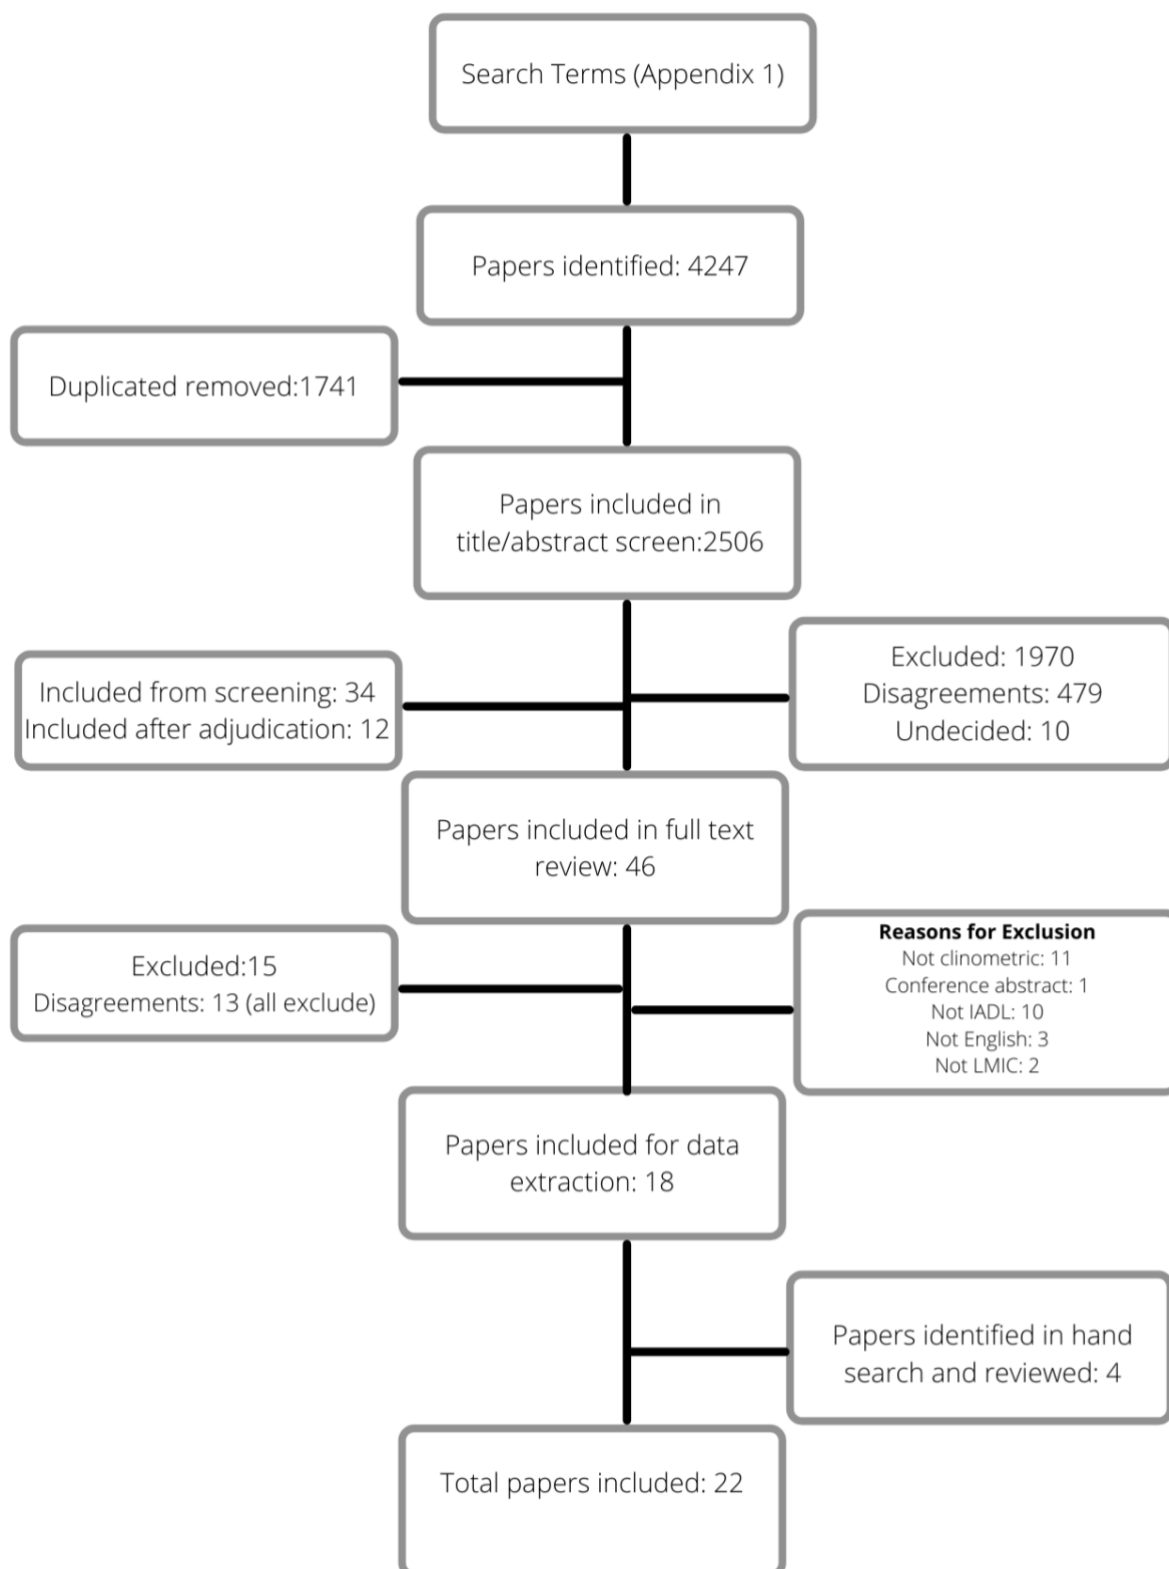 Search Terms (Appendix 1)
Papers identified: 4247
Duplicated removed:1741
Papers included in
title/abstract screen:2506
Excluded: 1970
Disagreements: 479
Undecided: 10
Included from screening: 34
Included after adjudication: 12
Papers included in full text
review: 46
Excluded:15
Disagreements: 13 (all exclude)
Reasons for Exclusion
Not clinometric: 11
Conference abstract: 1
Not IADL: 10
Not English: 3
Not LMIC: 2
Papers included for data
extraction: 18
Papers identified in hand
search and reviewed: 4
Total papers included: 22